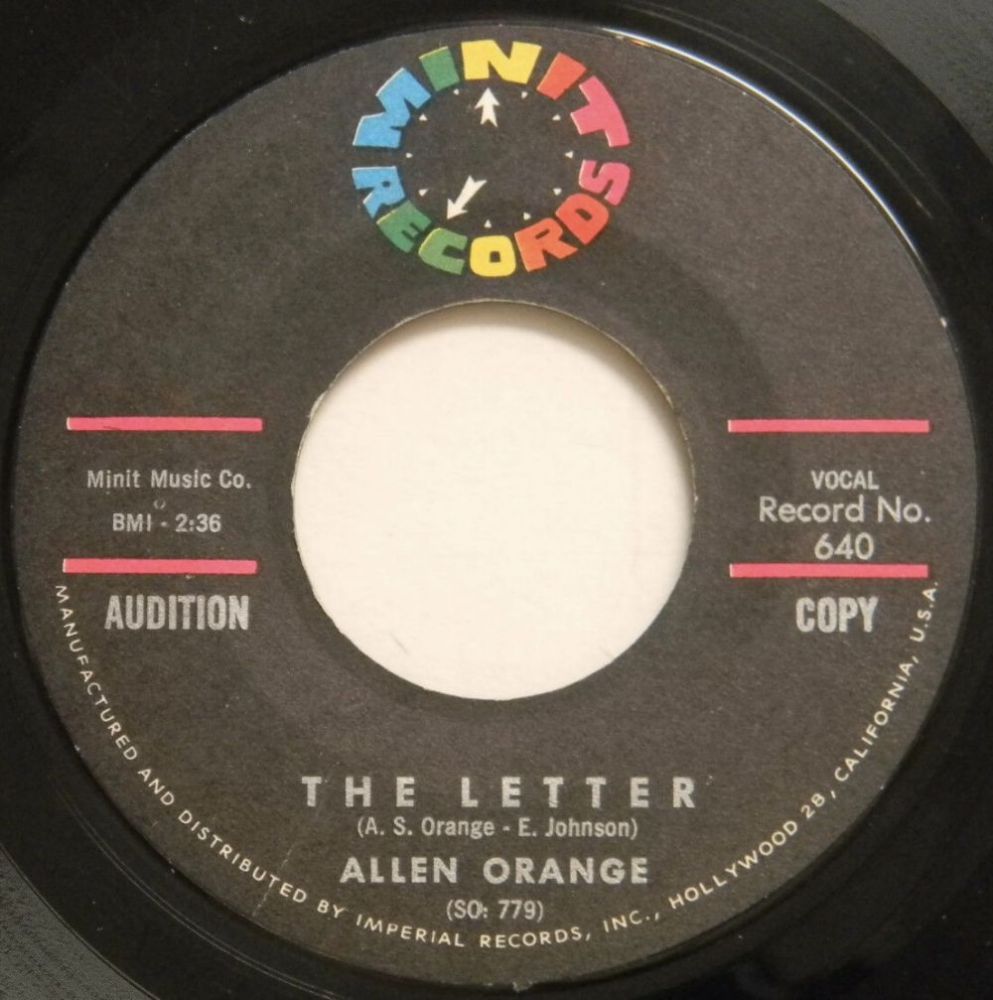 MINIT
RECORDS
Minit Music Co.
BMI - 2:36
VOCAL
Record No.
640
AUDITION
COPY
THE LETTER
(A. S. Orange - E. Johnson)
ALLEN ORANGE
(SO: 779)
MANUFACTURED AND DISTRIBUTED BY IMPERIAL RECORDS, INC., HOLLYWOOD 28, CALIFORNIA, U.S.A.